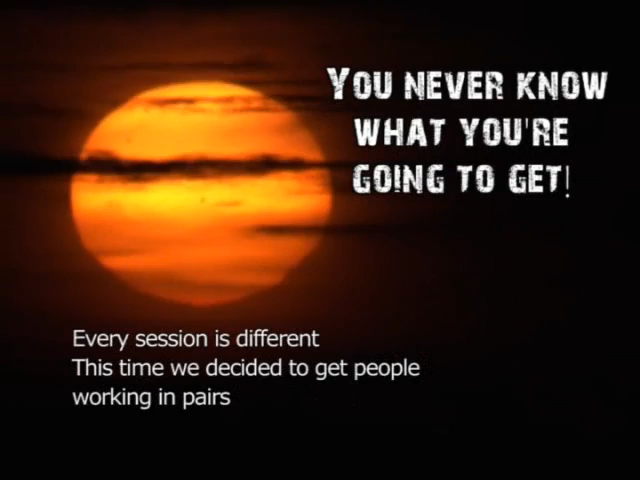 YOU NEVER KNOW
WHAT YOU'RE
GOING TO GET!
Every session is different
This time we decided to get people
working in pairs